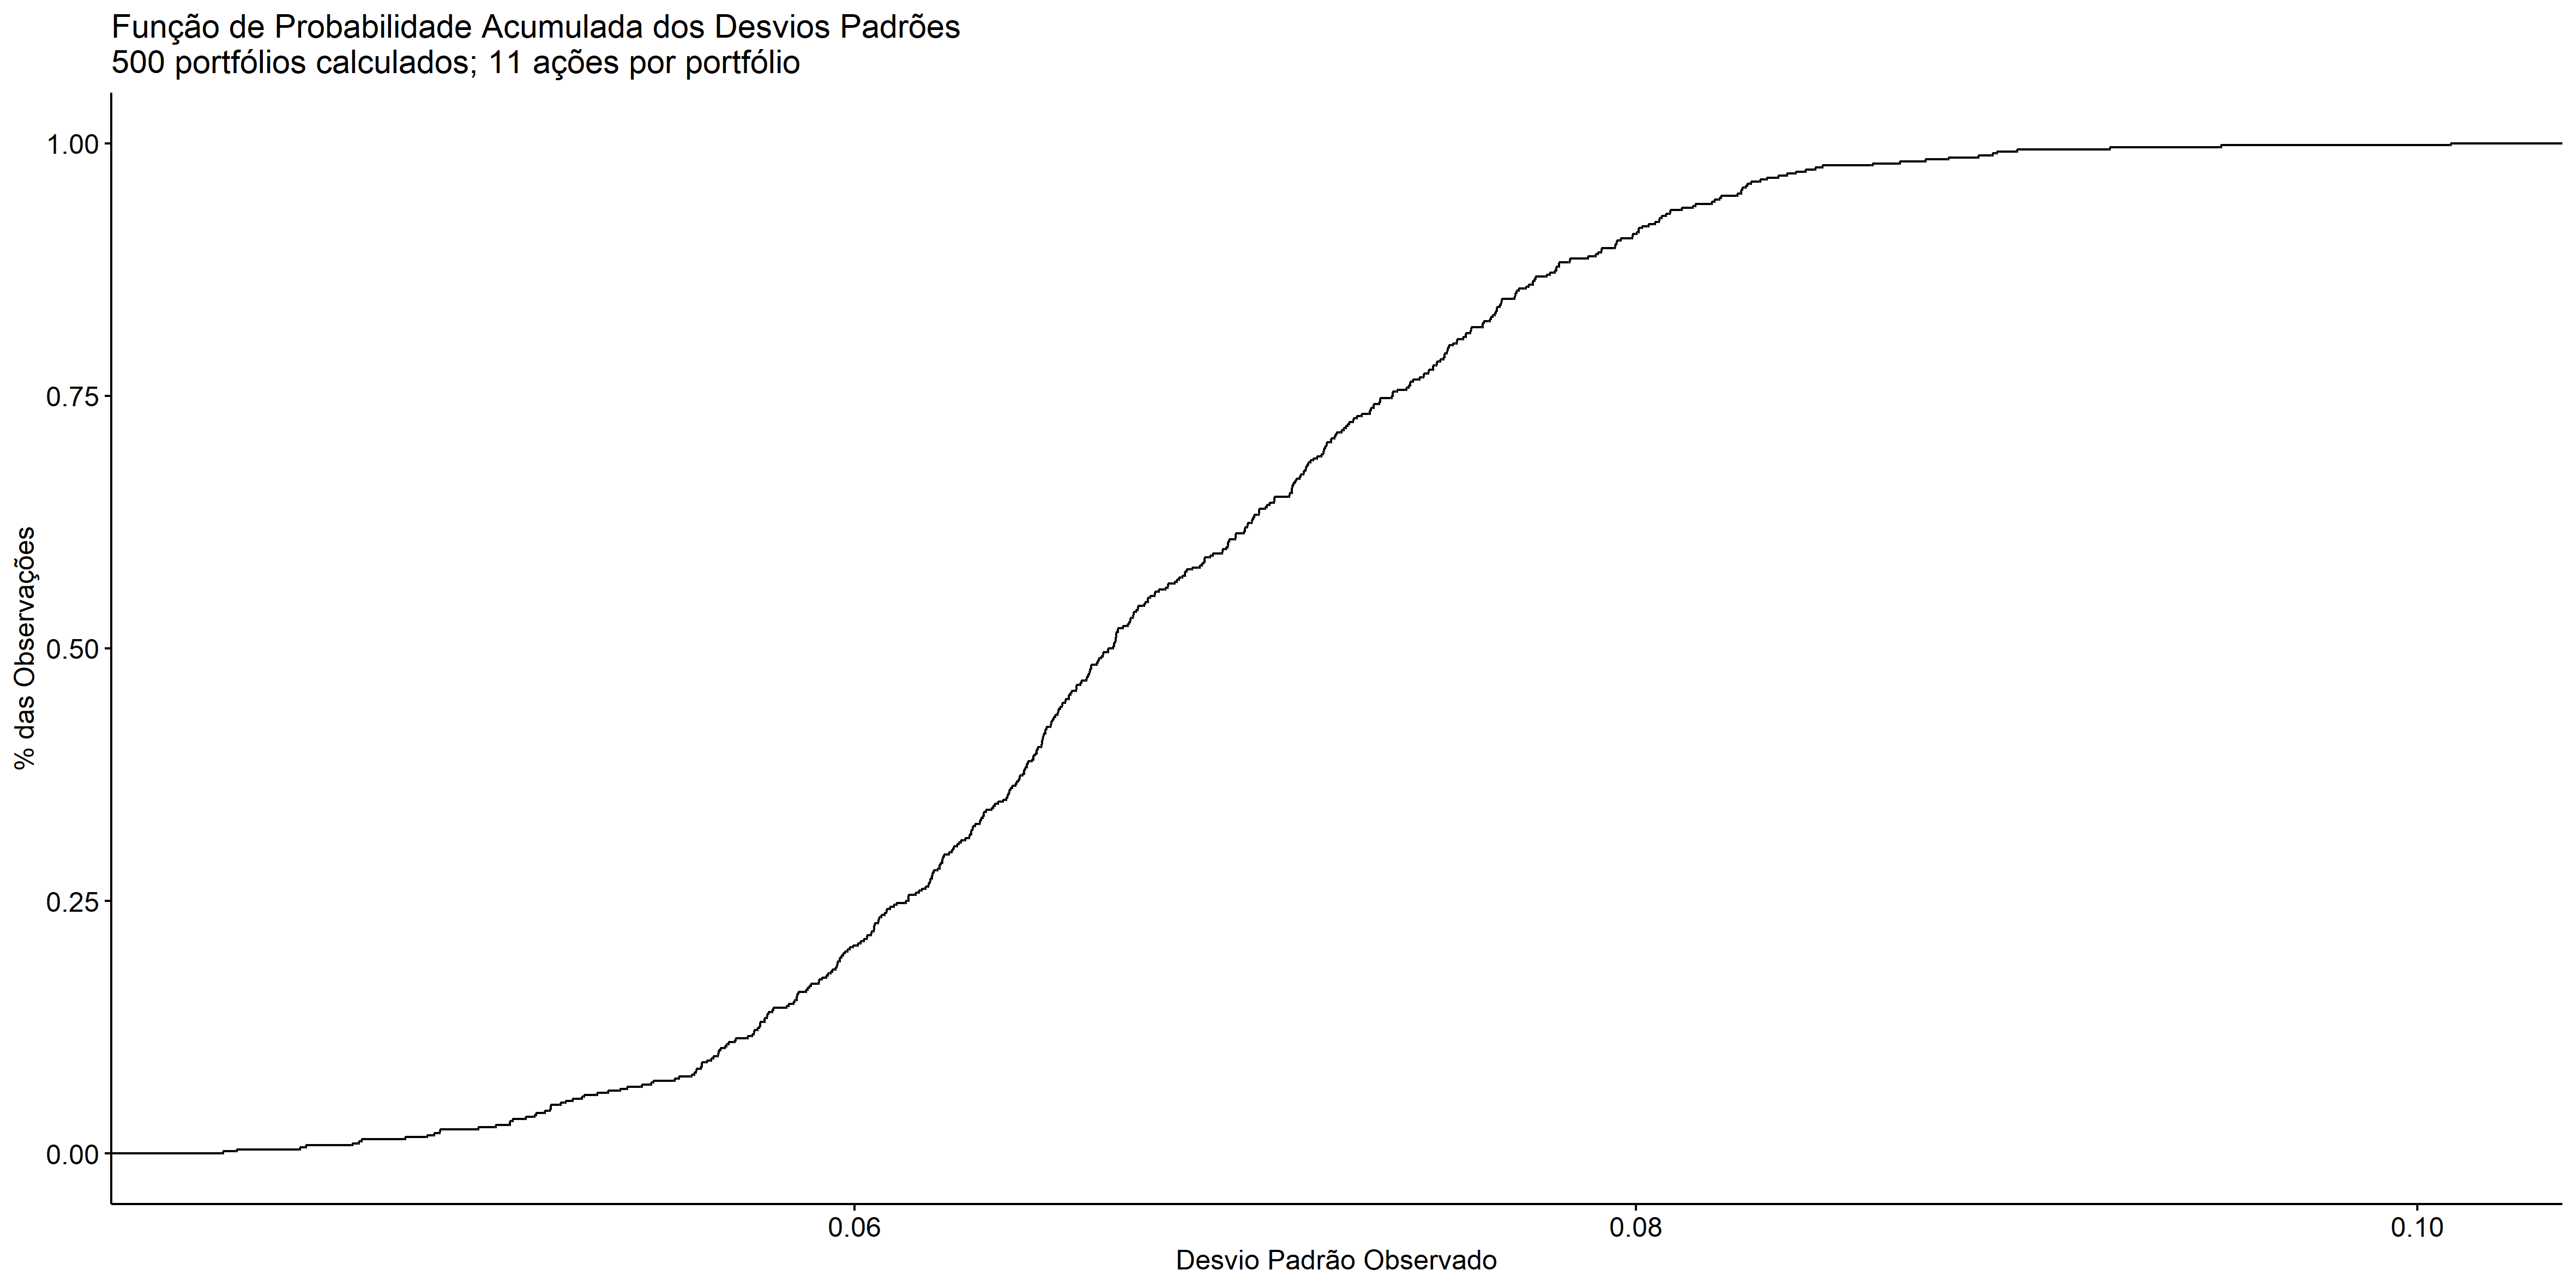 Função de Probabilidade Acumulada dos Desvios Padrões
500 portfólios calculados; 11 ações por portfólio
% das Observações
1.00
0.75
0.50
0.25
0.00
0.06
0.08
0.10
Desvio Padrão Observado